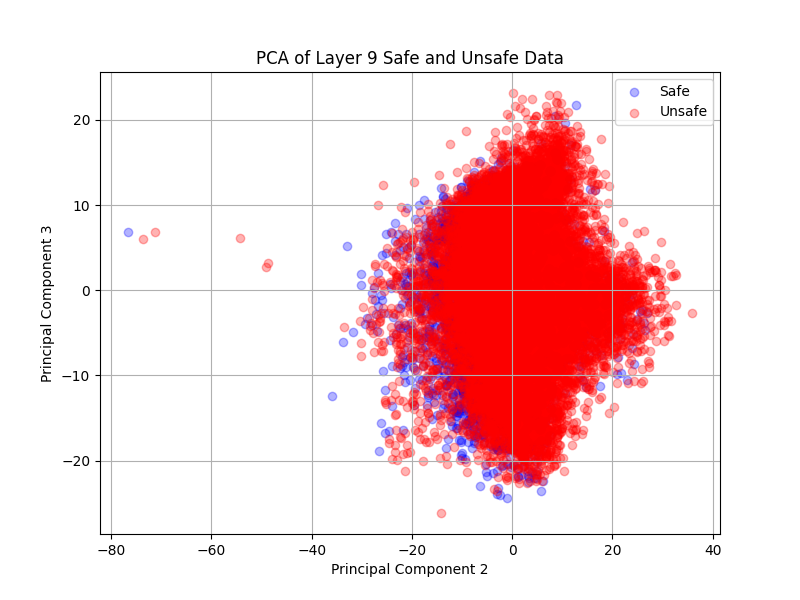 PCA of Layer 9 Safe and Unsafe Data
Safe
Unsafe
20
10
0
−10
−20
Principal Component 3
−80
−60
−40
−20
0
20
40
Principal Component 2